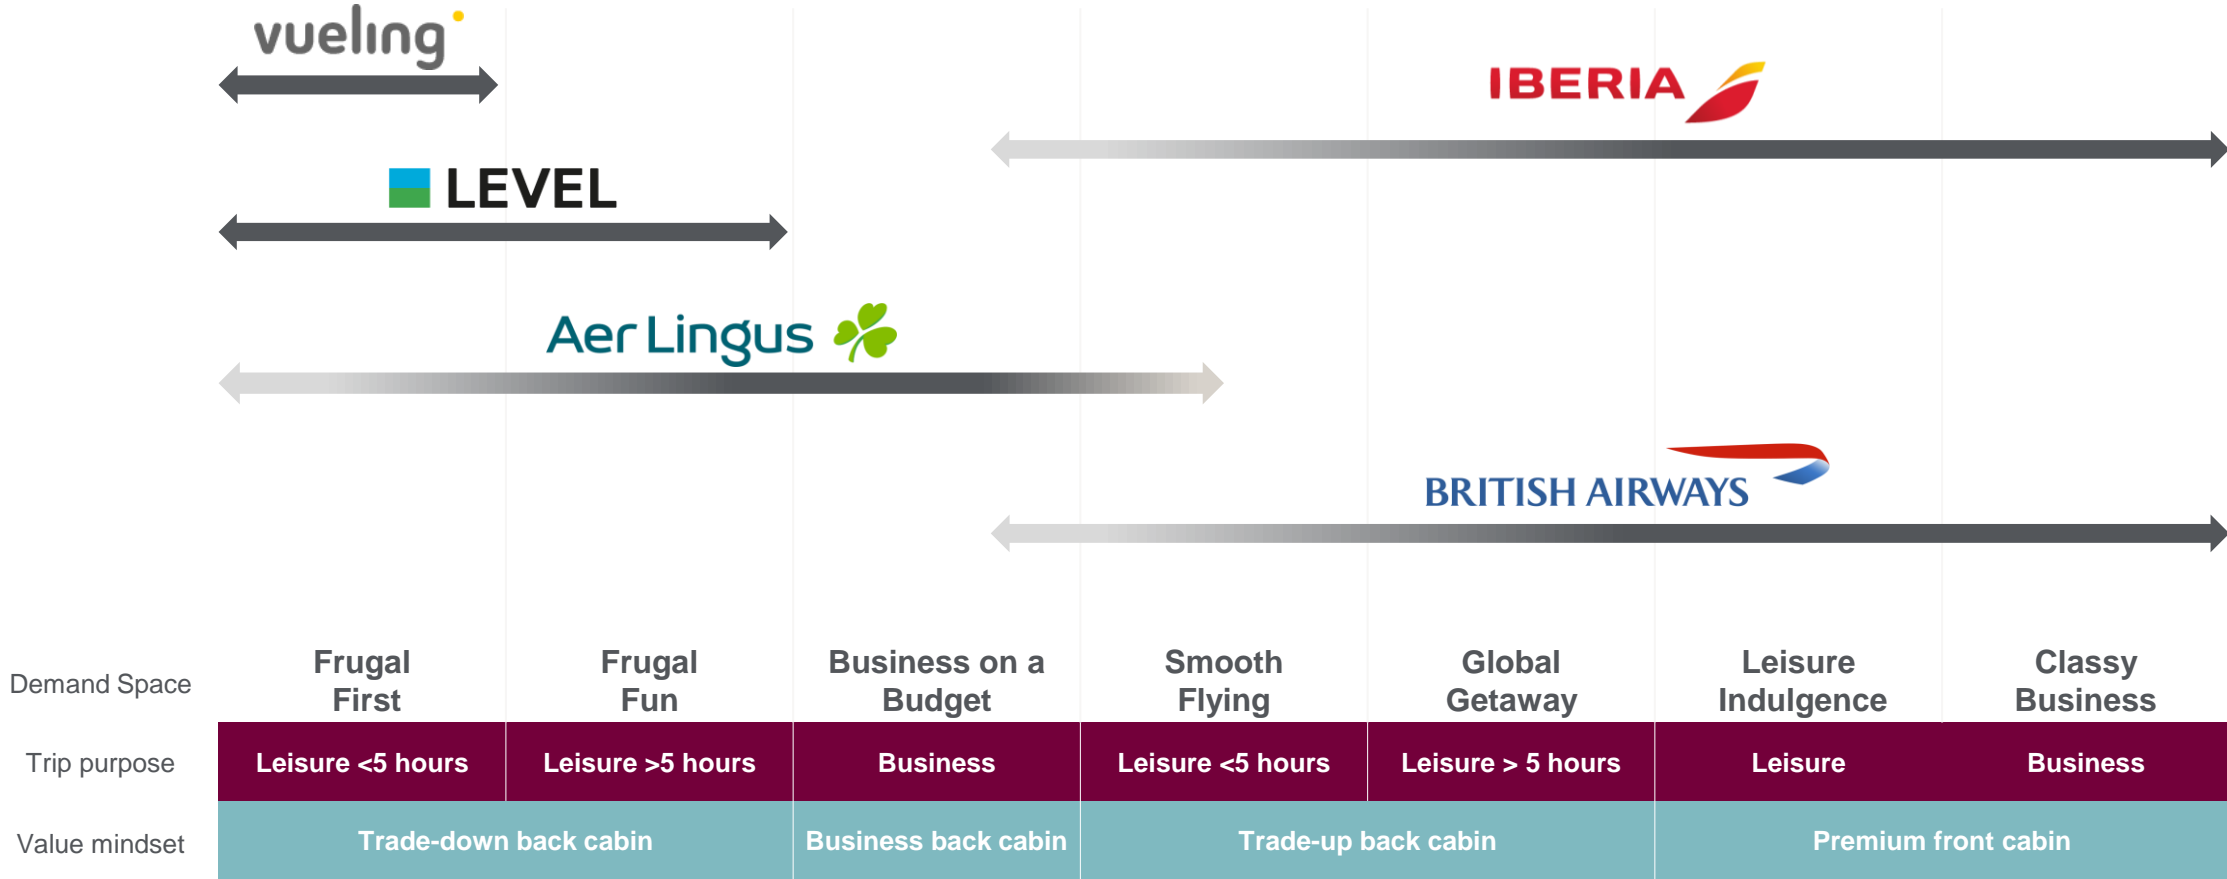 vueling
IBERIA
LEVEL
Aer Lingus
BRITISH AIRWAYS
Demand Space
Frugal
First
Frugal
Fun
Business on a
Budget
Smooth
Flying
Global
Getaway
Leisure
Indulgence
Classy
Business
Trip purpose
Leisure <5 hours
Leisure >5 hours
Business
Leisure <5 hours
Leisure > 5 hours
Leisure
Business
Value mindset
Trade-down back cabin
Business back cabin
Trade-up back cabin
Premium front cabin